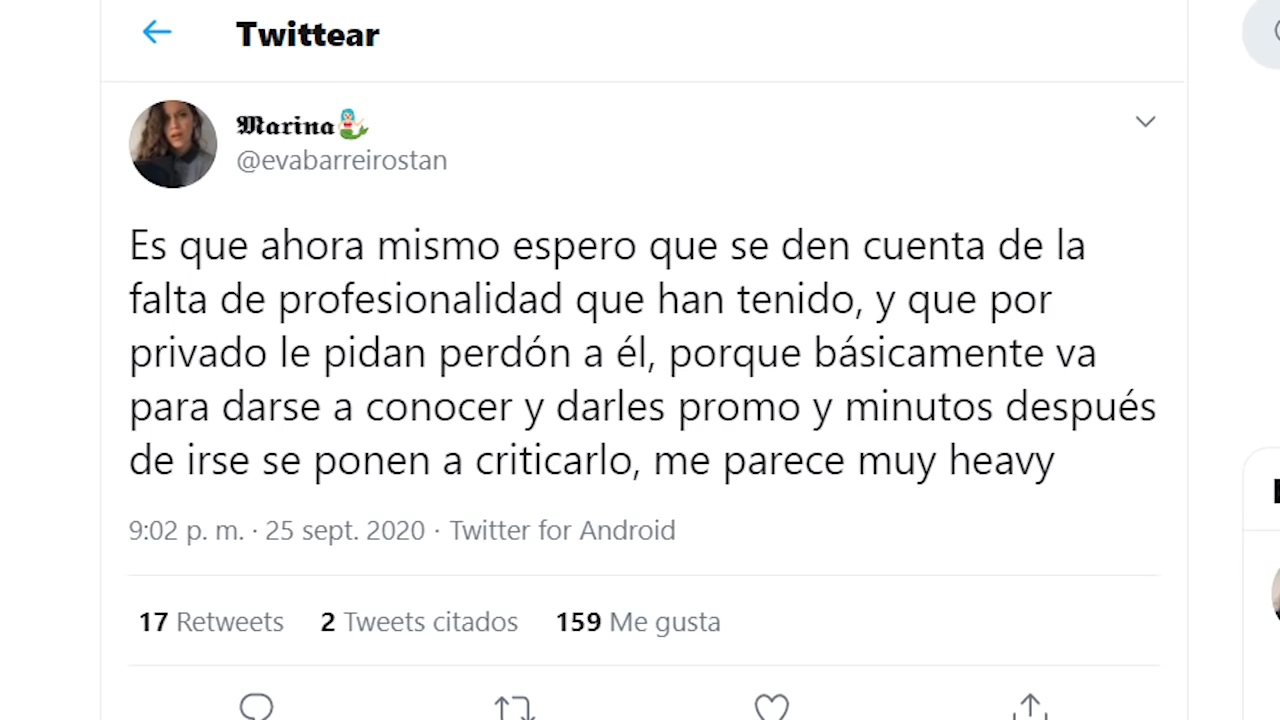 Twittear
𝕸𝖆𝖗𝖎𝖓𝖆🧜‍♀️
@evabarreirostan
Es que ahora mismo espero que se den cuenta de la
falta de profesionalidad que han tenido, y que por
privado le pidan perdón a él, porque básicamente va
para darse a conocer y darles promo y minutos después
de irse se ponen a criticarlo, me parece muy heavy
9:02 p. m. · 25 sept. 2020 · Twitter for Android
17 Retweets 2 Tweets citados 159 Me gusta